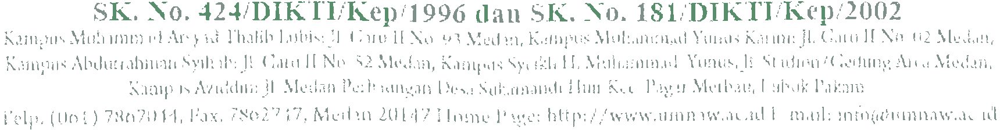 SK. No. 424/DIKTI/Kep/1996 dan SK. No. 181/DIKTI/Kep/2002
Kampus Muhammad Arsyad Thalib Lubis: Jl. Garu II No. 93 Medan, Kampus Muhammad Yunus Karim: Jl. Garu II No. 02 Medan,
Kampus Abdurrahman Syihab: Jl. Garu II No. 52 Medan, Kampus Syeikh H. Muhammad Yunus, Jl. Stadion/Gedung Arca Medan,
Kampus Aziddin: Jl. Medan Perbaungan Desa Sukamandi Hilir Kec. Pagar Merbau, Lubuk Pakam
Telp. (061) 7867044, Fax. 7862747, Medan 20147 Home Page: http://www.umnaw.ac.id E-mail: info@umnaw.ac.id